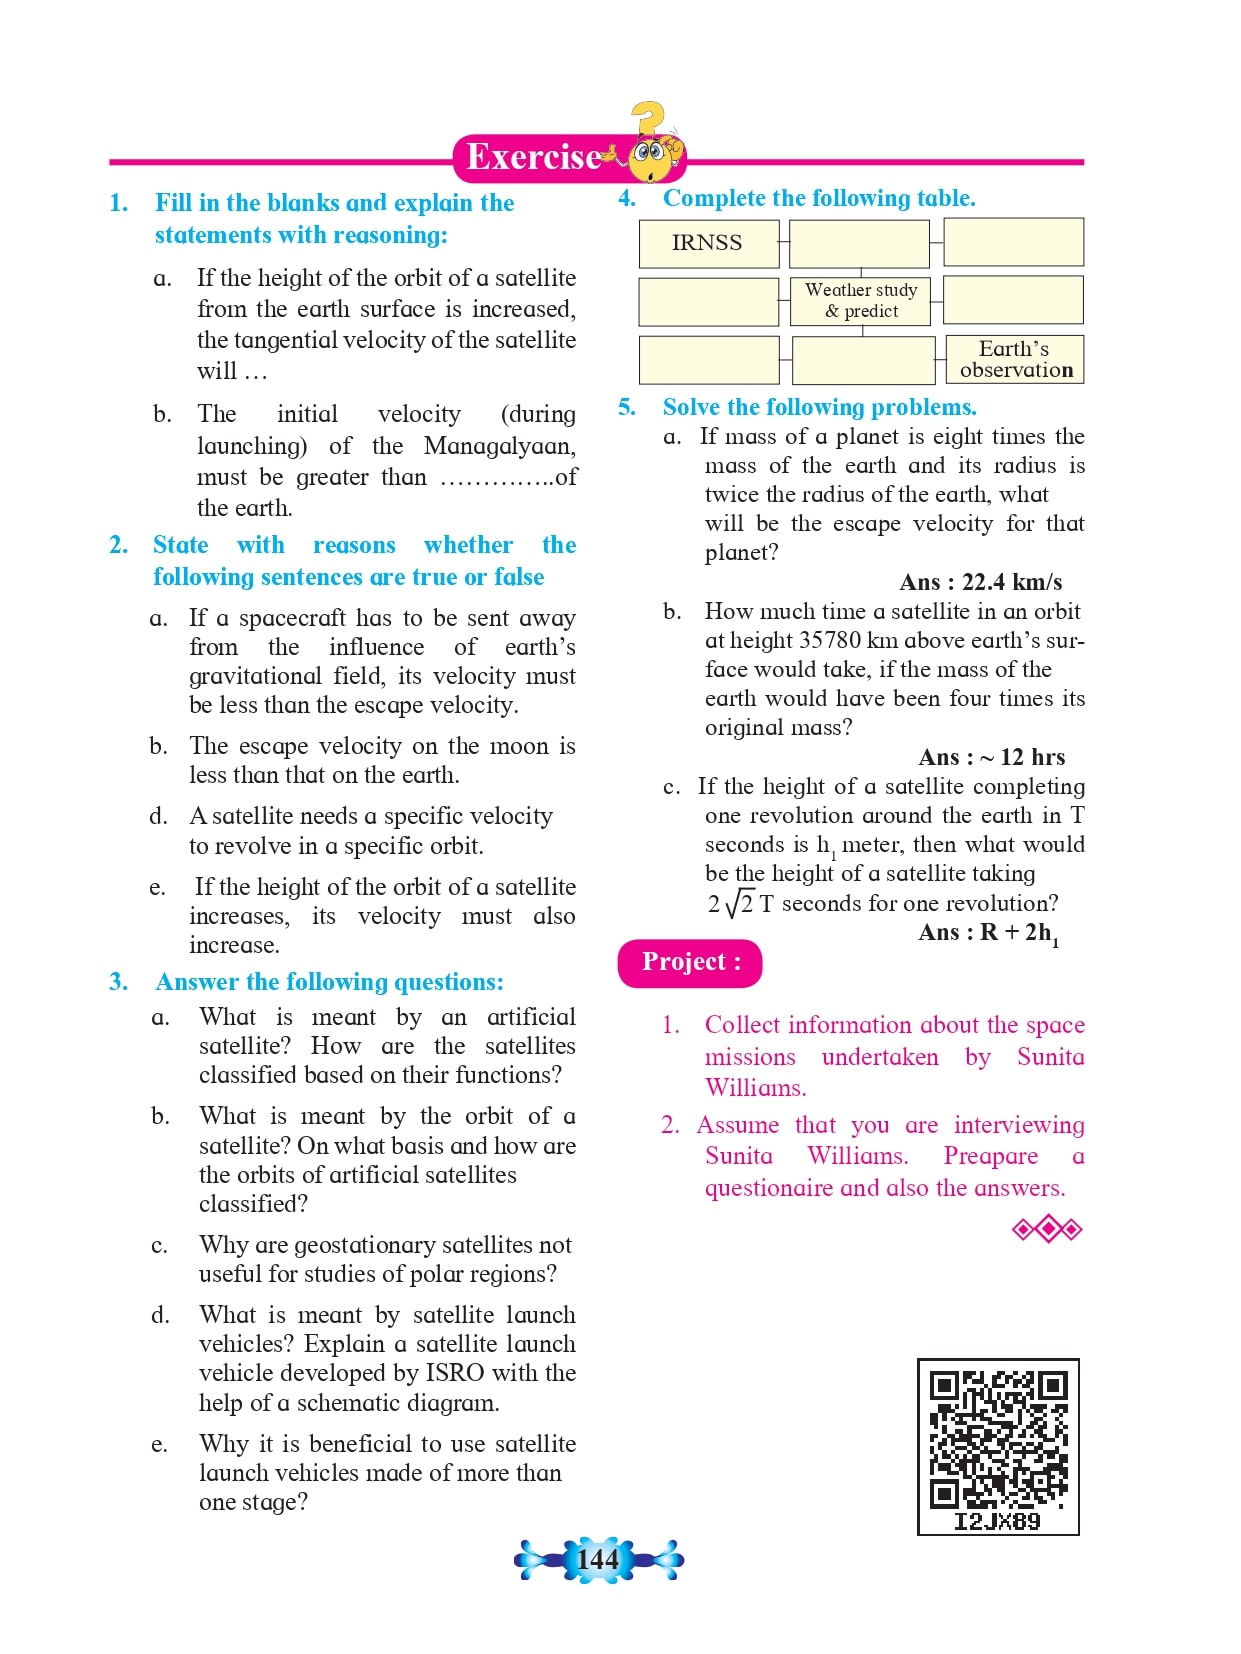 Exercise
1. Fill in the blanks and explain the
statements with reasoning:
a. If the height of the orbit of a satellite
from the earth surface is increased,
the tangential velocity of the satellite
will …
b. The initial velocity (during
launching) of the Managalyaan,
must be greater than …………..of
the earth.
2. State with reasons whether the
following sentences are true or false
a. If a spacecraft has to be sent away
from the influence of earth’s
gravitational field, its velocity must
be less than the escape velocity.
b. The escape velocity on the moon is
less than that on the earth.
d. A satellite needs a specific velocity
to revolve in a specific orbit.
e. If the height of the orbit of a satellite
increases, its velocity must also
increase.
3. Answer the following questions:
a. What is meant by an artificial
satellite? How are the satellites
classified based on their functions?
b. What is meant by the orbit of a
satellite? On what basis and how are
the orbits of artificial satellites
classified?
c. Why are geostationary satellites not
useful for studies of polar regions?
d. What is meant by satellite launch
vehicles? Explain a satellite launch
vehicle developed by ISRO with the
help of a schematic diagram.
e. Why it is beneficial to use satellite
launch vehicles made of more than
one stage?
4. Complete the following table.
IRNSS
Weather study
& predict
Earth’s
observation
5. Solve the following problems.
a. If mass of a planet is eight times the
mass of the earth and its radius is
twice the radius of the earth, what
will be the escape velocity for that
planet?
Ans : 22.4 km/s
b. How much time a satellite in an orbit
at height 35780 km above earth’s sur-
face would take, if the mass of the
earth would have been four times its
original mass?
Ans : ~ 12 hrs
c. If the height of a satellite completing
one revolution around the earth in T
seconds is h₁ meter, then what would
be the height of a satellite taking
2√2 T seconds for one revolution?
Ans : R + 2h₁
Project :
1. Collect information about the space
missions undertaken by Sunita
Williams.
2. Assume that you are interviewing
Sunita Williams. Preapare a
questionaire and also the answers.
I2JX89
144